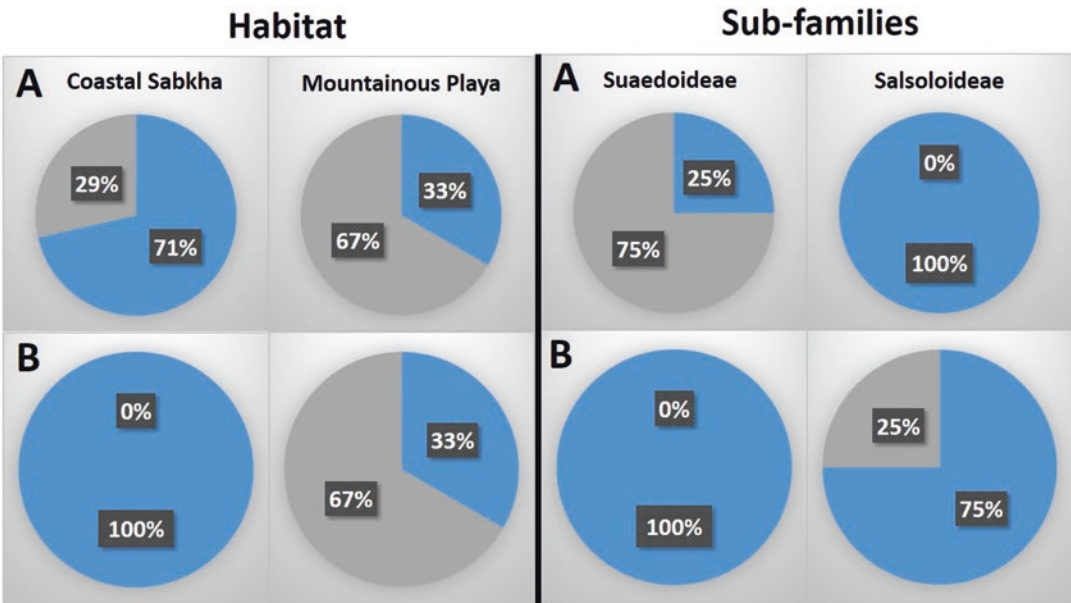 Habitat
Sub-families
A
Coastal Sabkha
Mountainous Playa
29%
71%
33%
67%
A
Suaedoideae
Salsoloideae
25%
75%
0%
100%
B
0%
100%
33%
67%
B
0%
100%
25%
75%